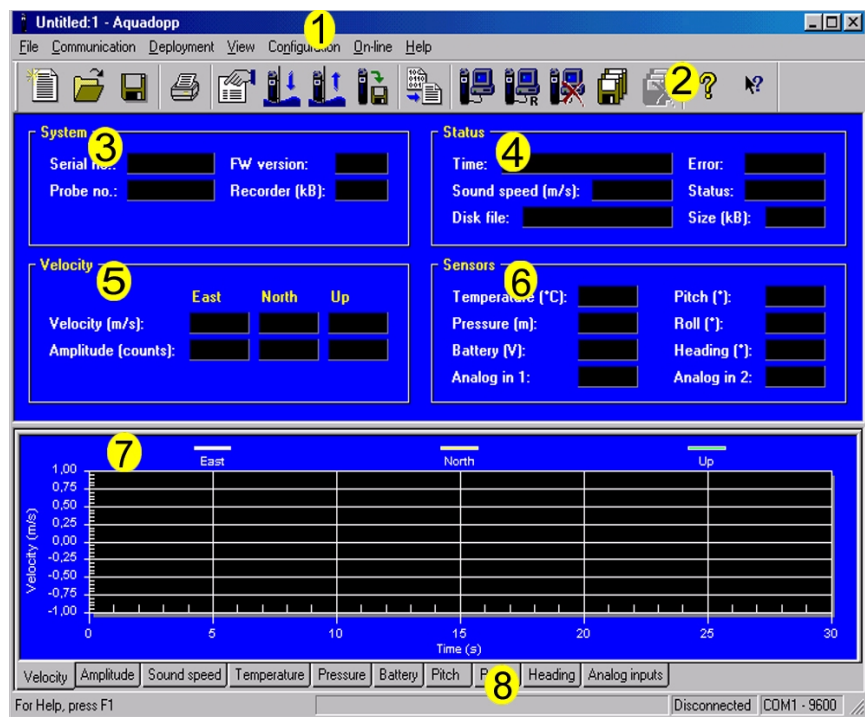 Untitled:1 - Aquadopp
1
File Communication Deployment View Configuration On-line Help
2
System
3
Serial no.: FW version:
Probe no.: Recorder (kB):
Status
4
Time: Error:
Sound speed (m/s): Status:
Disk file: Size (kB):
Velocity
5
East North Up
Velocity (m/s):
Amplitude (counts):
Sensors
6
Temperature (°C): Pitch (°):
Pressure (m): Roll (°):
Battery (V): Heading (°):
Analog in 1: Analog in 2:
7
East North Up
Velocity (m/s)
1,00
0,75
0,50
0,25
0,00
-0,25
-0,50
-0,75
-1,00
0 5 10 15 20 25 30
Time (s)
Velocity Amplitude Sound speed Temperature Pressure Battery Pitch Heading Analog inputs
8
For Help, press F1 Disconnected COM1 - 9600